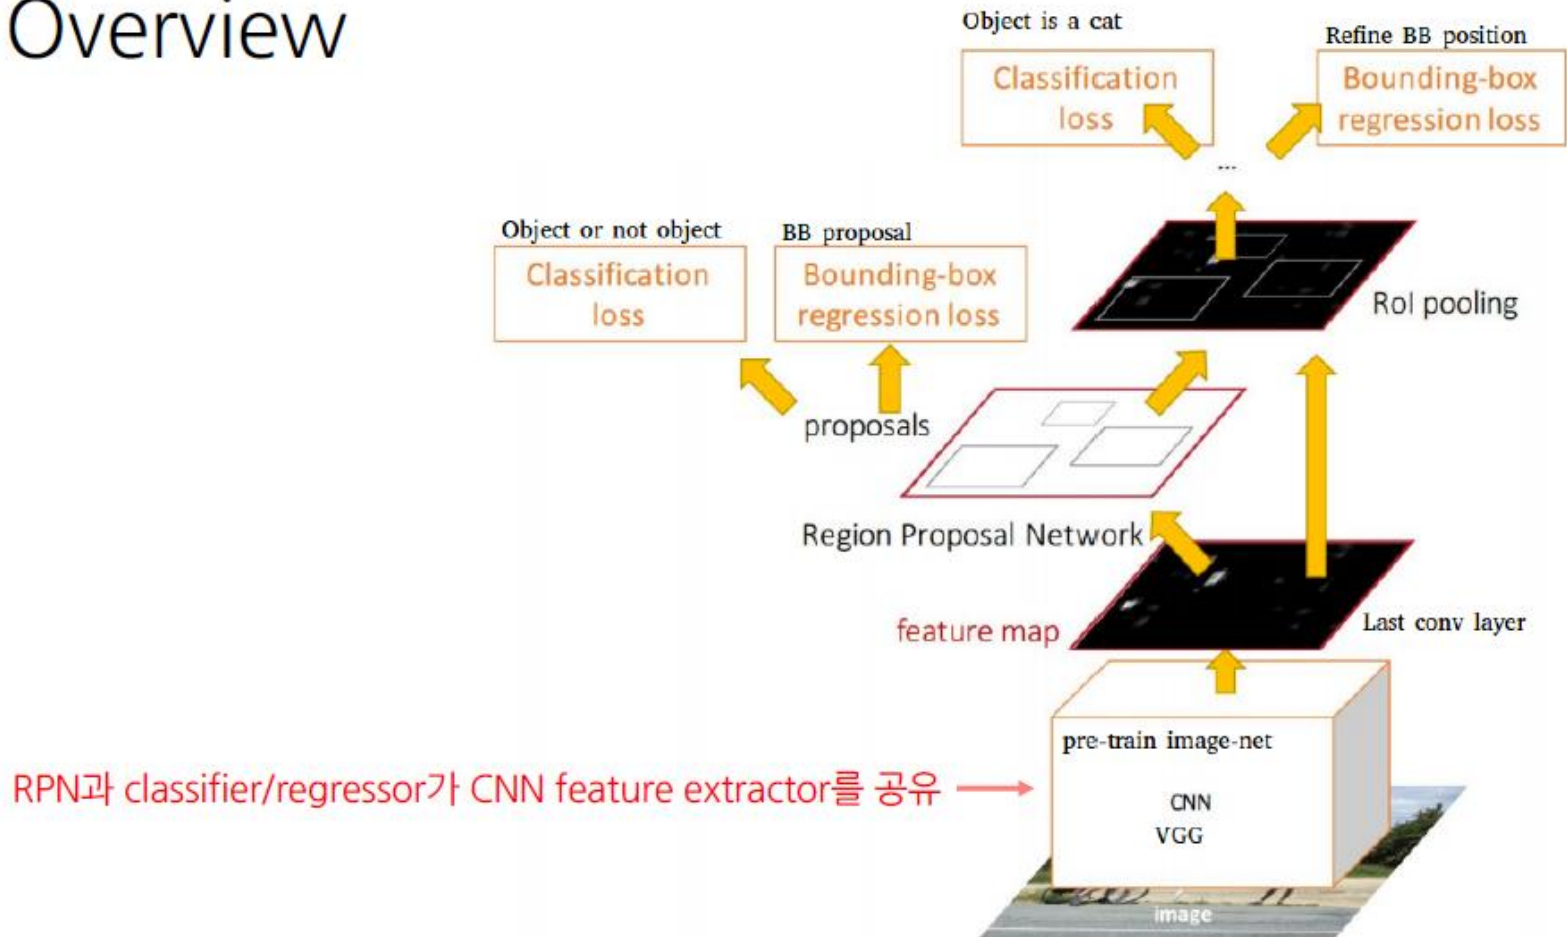 Overview
Object is a cat
Refine BB position
Classification
loss
Bounding-box
regression loss
...
Object or not object
BB proposal
Classification
loss
Bounding-box
regression loss
RoI pooling
proposals
Region Proposal Network
feature map
Last conv layer
pre-train image-net
RPN과 classifier/regressor가 CNN feature extractor를 공유
CNN
VGG
image